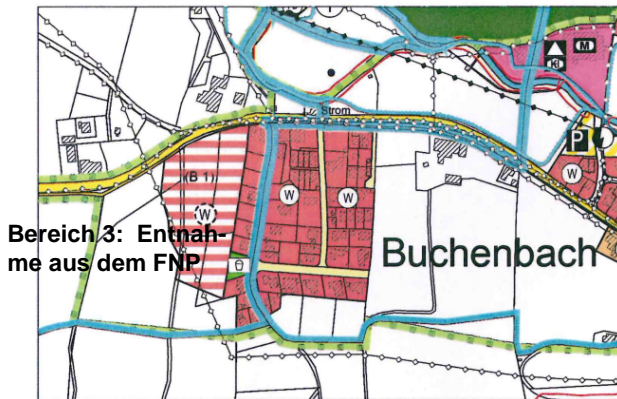 M
Strom
P
(B 1)
W
W
W
W
Bereich 3: Entnah-
me aus dem FNP
Buchenbach